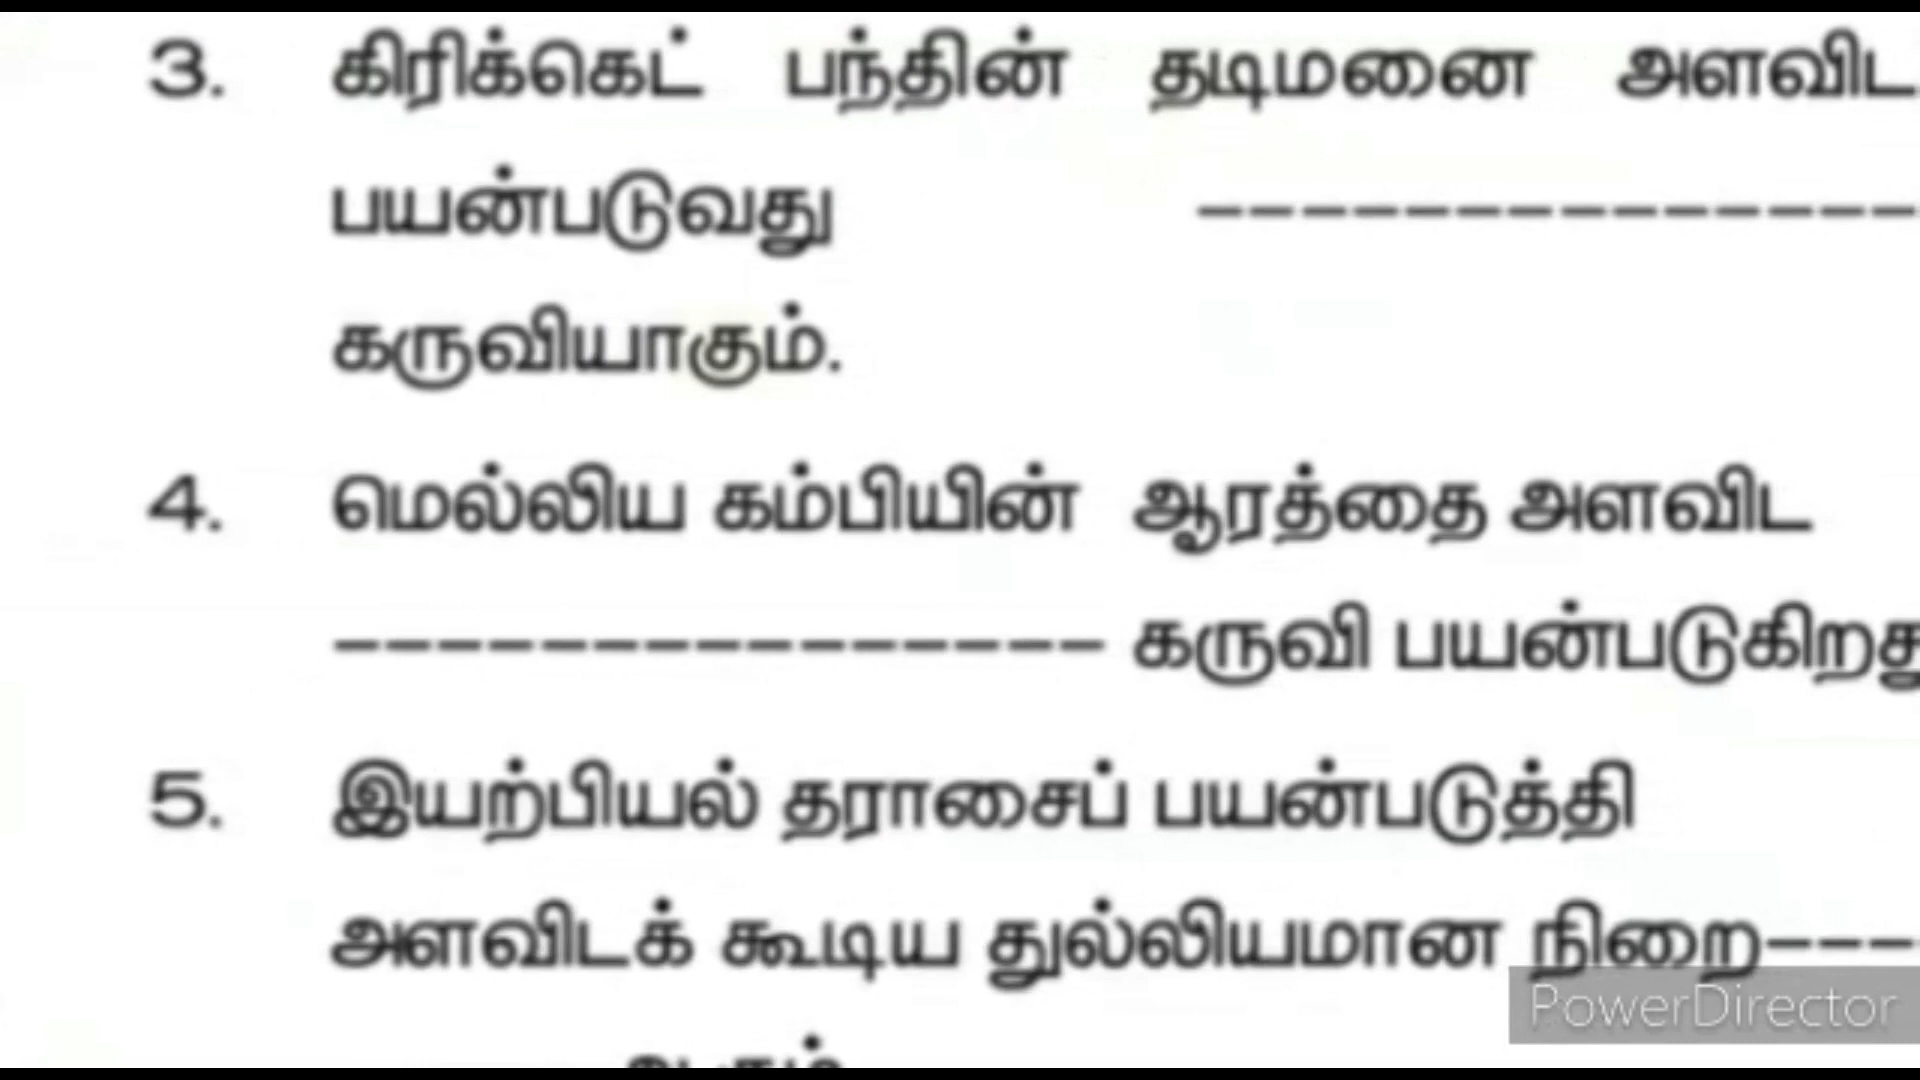 3. கிரிக்கெட் பந்தின் தடிமனை அளவிட
பயன்படுவது ----------------
கருவியாகும்.
4. மெல்லிய கம்பியின் ஆரத்தை அளவிட
---------------- கருவி பயன்படுகிறது
5. இயற்பியல் தராசைப் பயன்படுத்தி
அளவிடக் கூடிய துல்லியமான நிறை---
PowerDirector